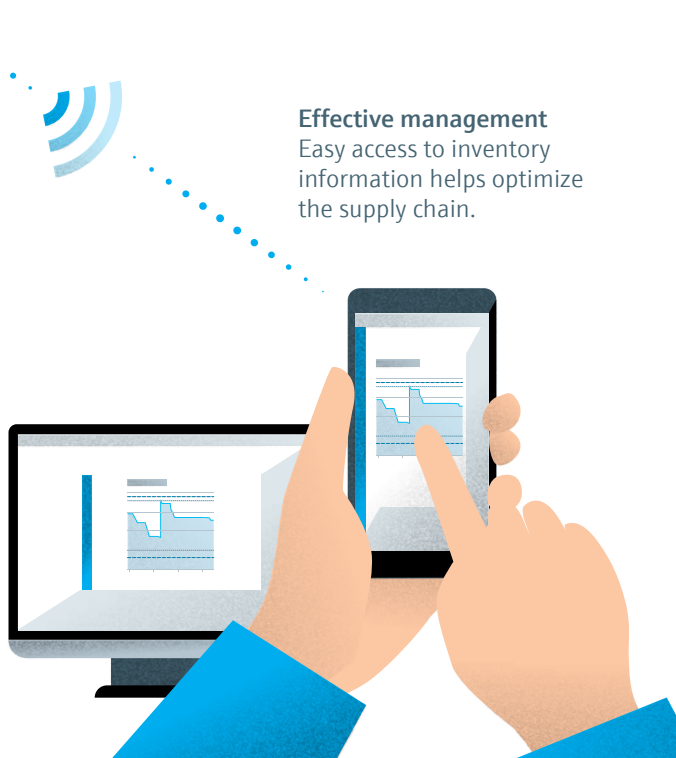 Effective management
Easy access to inventory
information helps optimize
the supply chain.